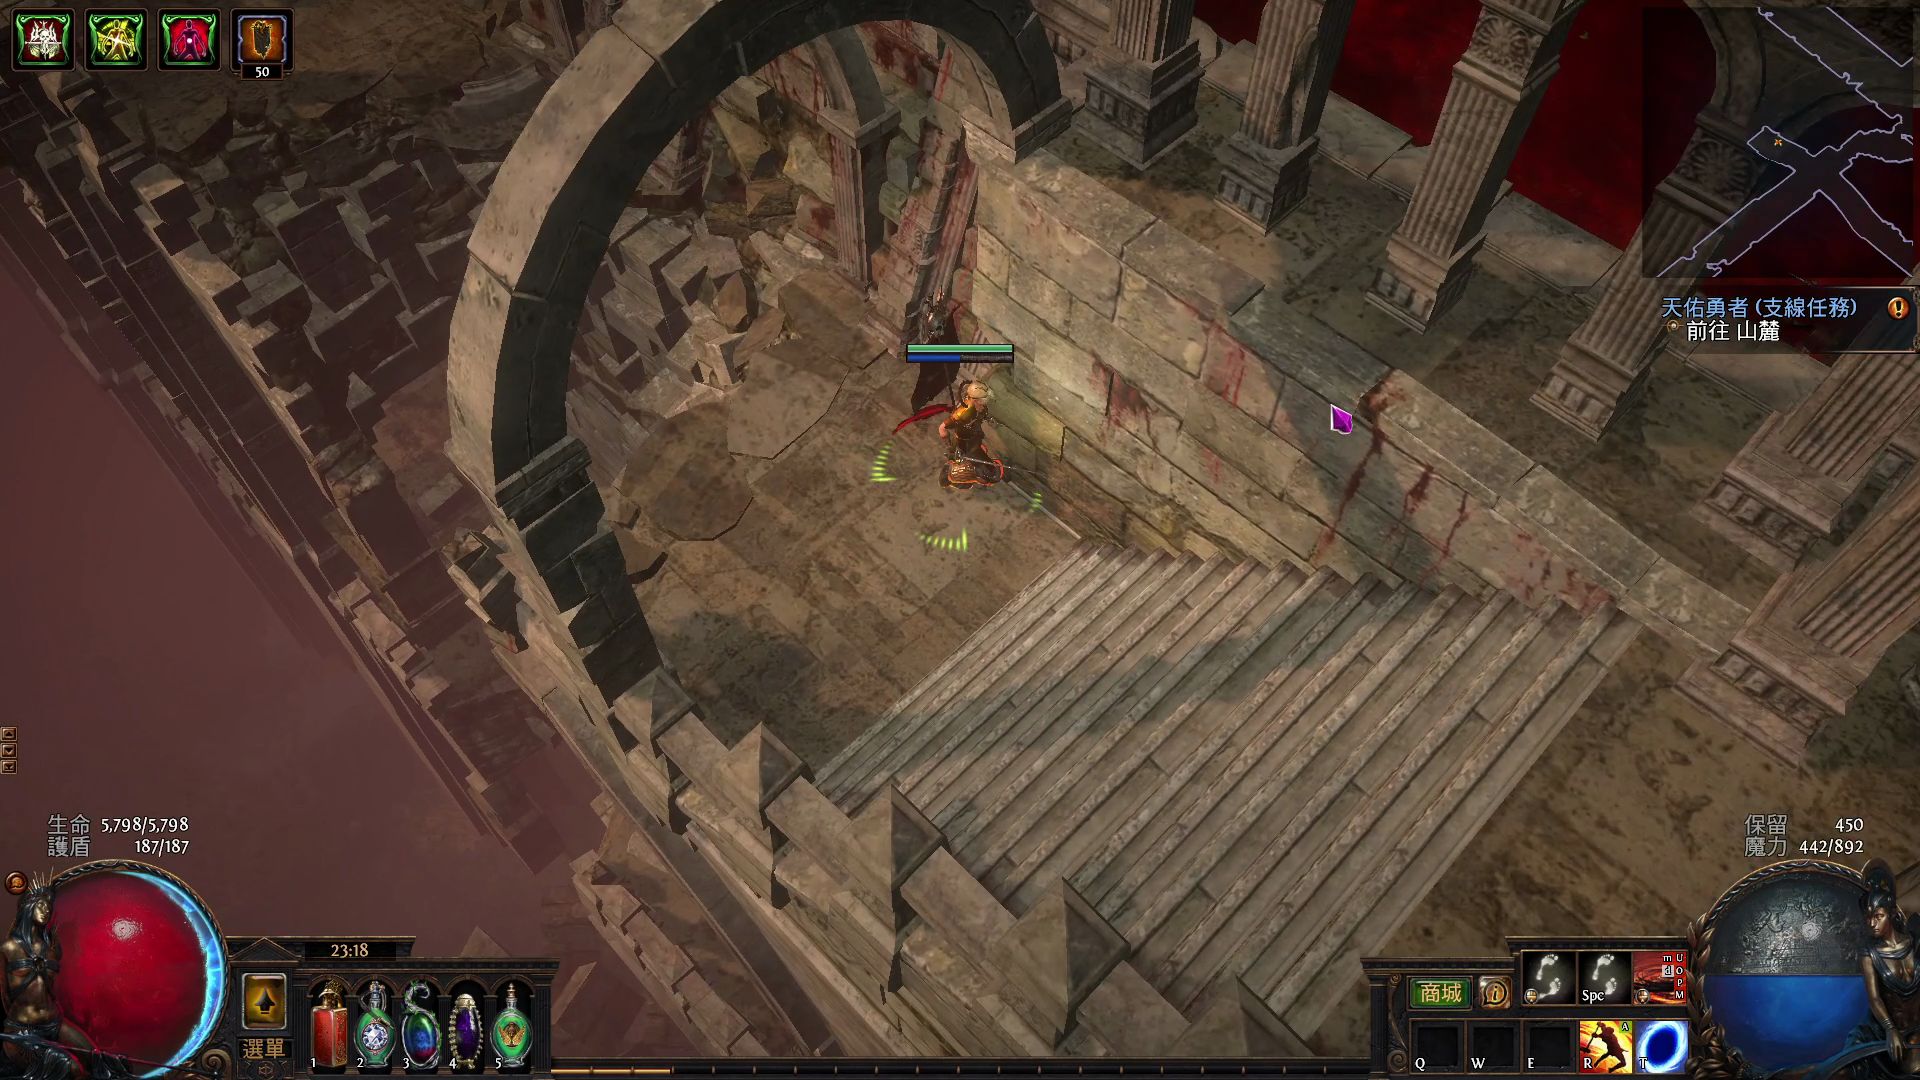 50
天佑勇者 (支線任務)
前往 山麓
生命 5,798/5,798
護盾 187/187
保留 450
魔力 442/892
23:18
選單
1
2
3
4
5
商城
Spc
m U
d O
P
M
Q
W
E
R
A
T